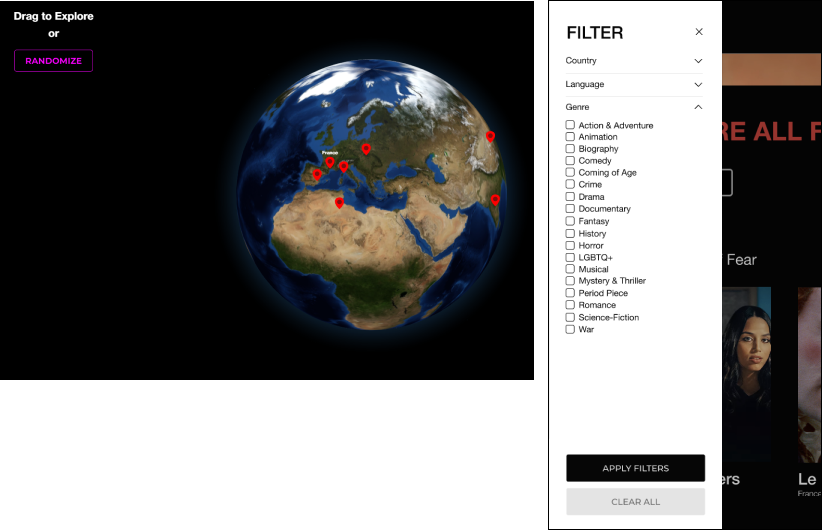 Drag to Explore
or
RANDOMIZE
France
FILTER
Country
Language
Genre
Action & Adventure
Animation
Biography
Comedy
Coming of Age
Crime
Drama
Documentary
Fantasy
History
Horror
LGBTQ+
Musical
Mystery & Thriller
Period Piece
Romance
Science-Fiction
War
APPLY FILTERS
CLEAR ALL
RE ALL F
Fear
ers
Le
France